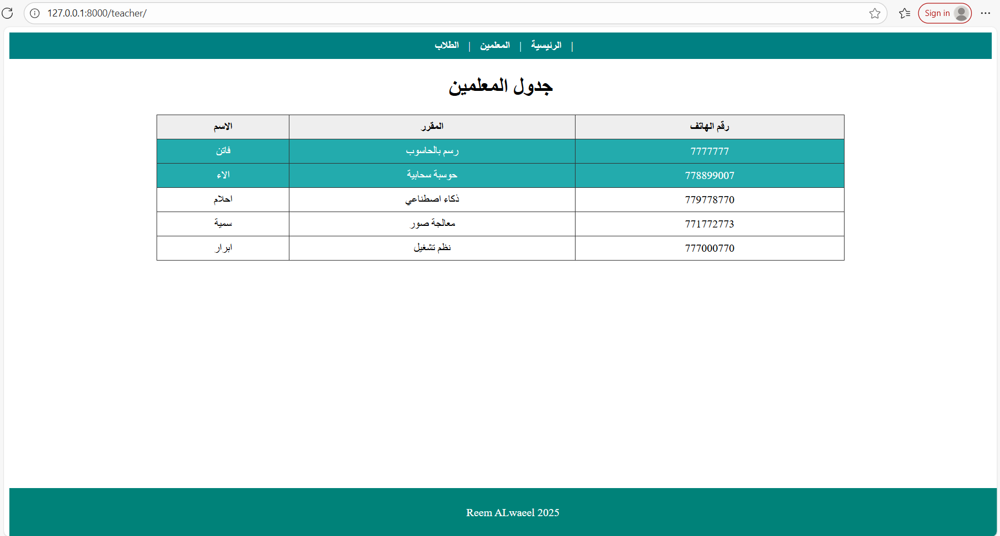 127.0.0.1:8000/teacher/
Sign in
| الرئيسية | المعلمين | الطلاب
جدول المعلمين
الاسم المقرر رقم الهاتف
فاتن رسم بالحاسوب 7777777
الاء حوسبة سحابية 778899007
احلام ذكاء اصطناعي 779778770
سمية معالجة صور 771772773
ابرار نظم تشغيل 777000770
Reem ALwaeel 2025